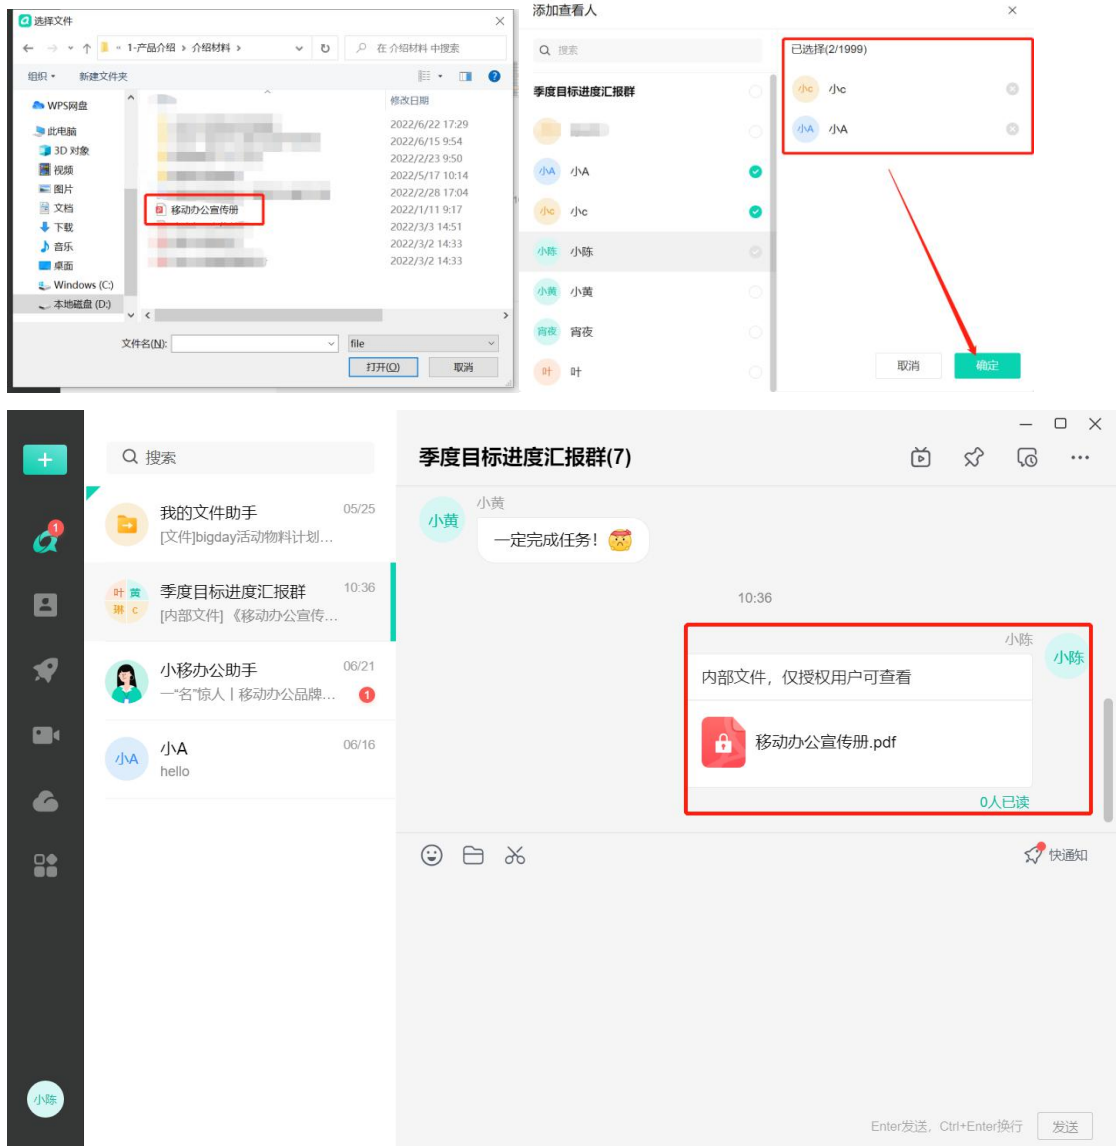 选择文件
« 1-产品介绍 › 介绍材料 ›
在 介绍材料 中搜索
组织
新建文件夹
修改日期
WPS网盘
此电脑
3D 对象
视频
图片
文档
下载
音乐
桌面
Windows (C:)
本地磁盘 (D:)
2022/6/22 17:29
2022/6/15 9:54
2022/2/23 9:50
2022/5/17 10:14
2022/2/28 17:04
移动办公宣传册
2022/1/11 9:17
2022/3/3 14:51
2022/3/2 14:33
2022/3/2 14:33
文件名(N):
file
打开(O)
取消
添加查看人
搜索
季度目标进度汇报群
小A 小A
小c 小c
小陈 小陈
小黄 小黄
宵夜 宵夜
叶 叶
已选择(2/1999)
小c 小c
小A 小A
取消
确定
搜索
1
我的文件助手
05/25
[文件]bigday活动物料计划...
叶 黄
琳 c
季度目标进度汇报群
10:36
[内部文件] 《移动办公宣传...
小移办公助手
06/21
一“名”惊人丨移动办公品牌...
1
小A
小A
06/16
hello
小陈
季度目标进度汇报群(7)
小黄
小黄
一定完成任务！
10:36
小陈
小陈
内部文件，仅授权用户可查看
移动办公宣传册.pdf
0人已读
快通知
Enter发送，Ctrl+Enter换行
发送